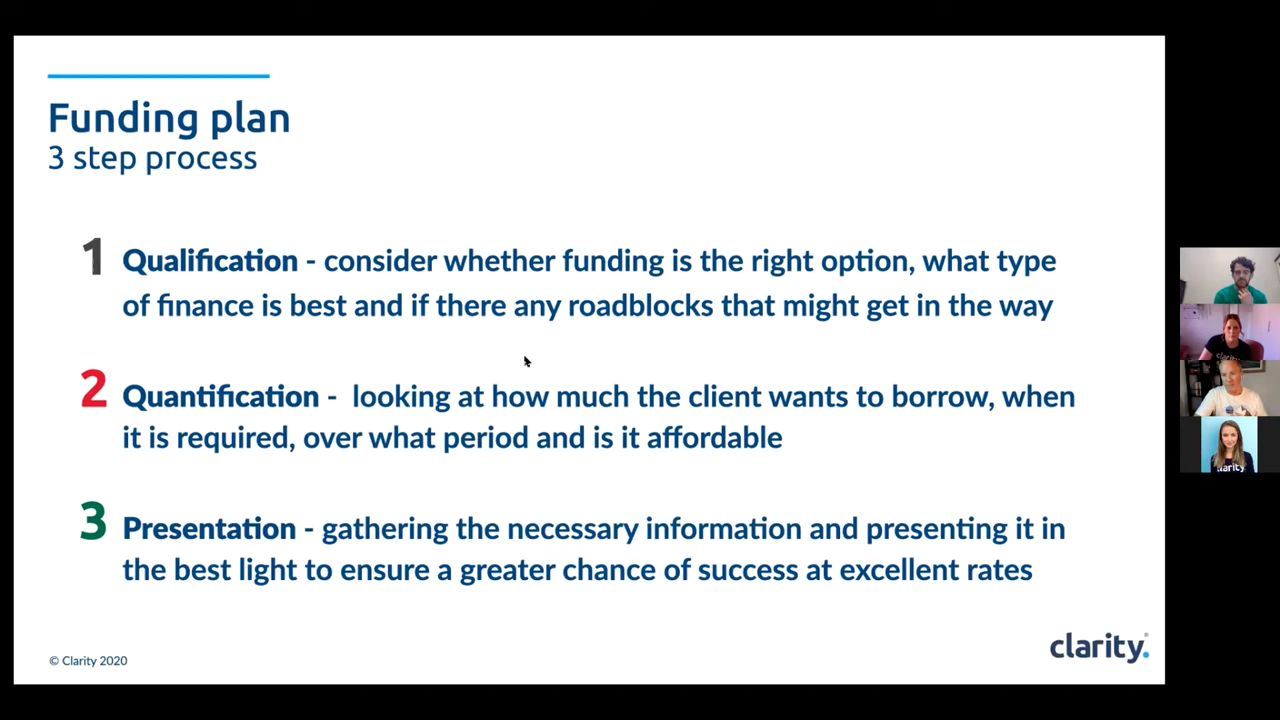 Funding plan
3 step process
1 Qualification - consider whether funding is the right option, what type
of finance is best and if there any roadblocks that might get in the way
2 Quantification -  looking at how much the client wants to borrow, when
it is required, over what period and is it affordable
3 Presentation - gathering the necessary information and presenting it in
the best light to ensure a greater chance of success at excellent rates
© Clarity 2020
clarity.
clarity
clarity